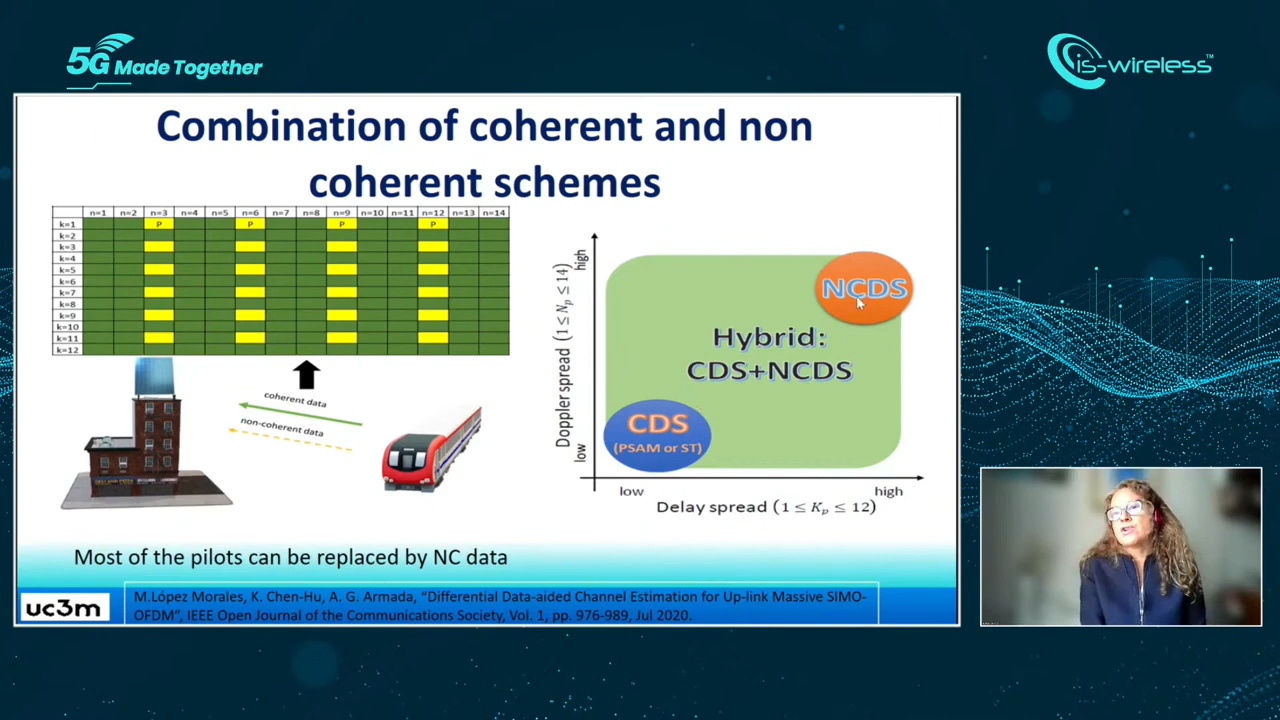 5G Made Together
is-wireless™
Combination of coherent and non
coherent schemes
n=1 n=2 n=3 n=4 n=5 n=6 n=7 n=8 n=9 n=10 n=11 n=12 n=13 n=14
k=1 P P P P
k=2
k=3
k=4
k=5
k=6
k=7
k=8
k=9
k=10
k=11
k=12
coherent data
non-coherent data
Doppler spread (1 ≤ Nₚ ≤ 14)
high
low
NCDS
Hybrid:
CDS+NCDS
CDS
(PSAM or ST)
low high
Delay spread (1 ≤ Kₚ ≤ 12)
Most of the pilots can be replaced by NC data
uc3m
M.López Morales, K. Chen-Hu, A. G. Armada, “Differential Data-aided Channel Estimation for Up-link Massive SIMO-
OFDM”, IEEE Open Journal of the Communications Society, Vol. 1, pp. 976-989, Jul 2020.